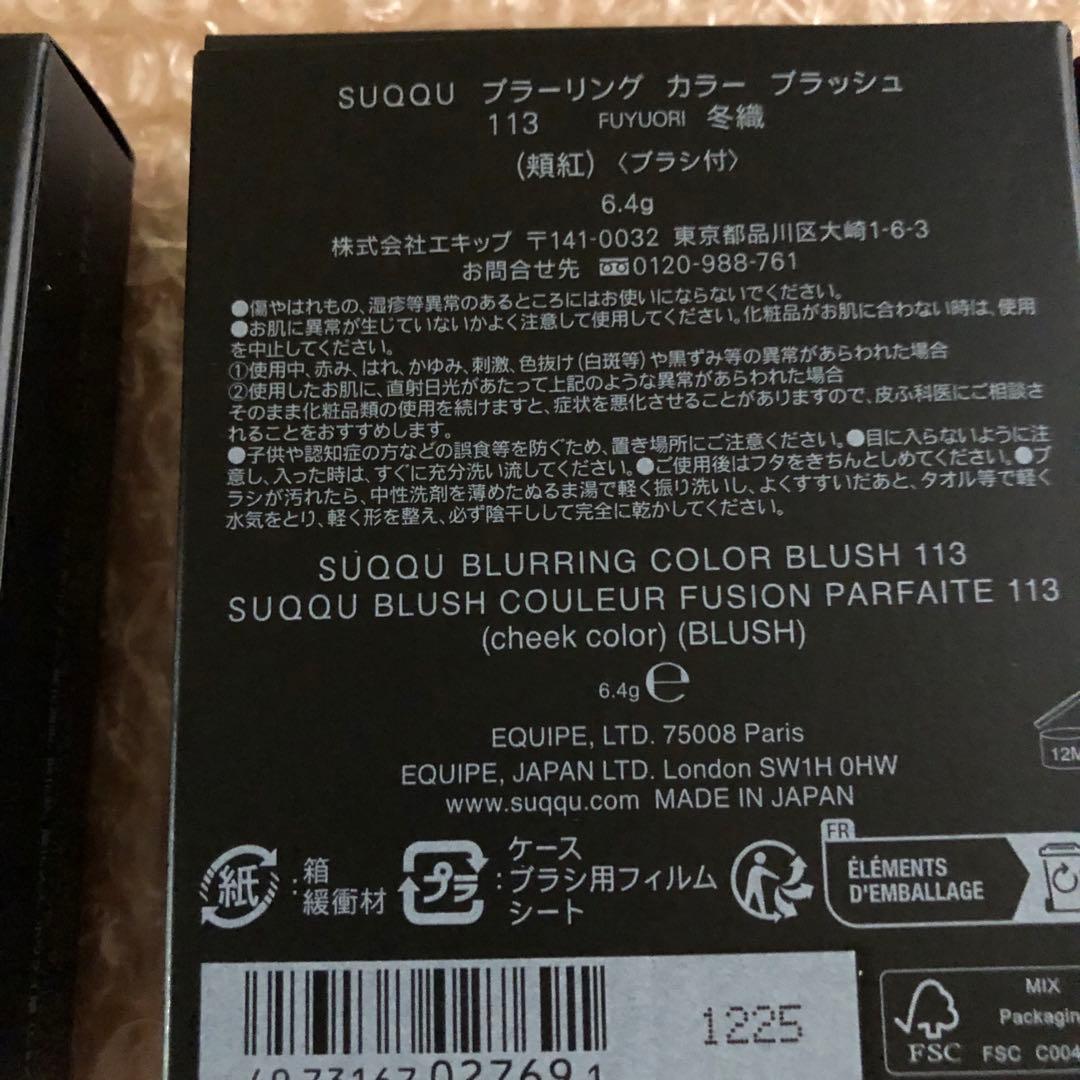 SUQQU ブラーリング カラー ブラッシュ
113 FUYUORI 冬織
(頬紅)〈ブラシ付〉
6.4g
株式会社エキップ 〒141-0032 東京都品川区大崎1-6-3
お問合せ先 0120-988-761
●傷やはれもの、湿疹等異常のあるところにはお使いにならないでください。
●お肌に異常が生じていないかよく注意して使用してください。化粧品がお肌に合わない時は、使用
を中止してください。
①使用中、赤み、はれ、かゆみ、刺激、色抜け(白斑等)や黒ずみ等の異常があらわれた場合
②使用したお肌に、直射日光があたって上記のような異常があらわれた場合
そのまま化粧品類の使用を続けますと、症状を悪化させることがありますので、皮ふ科医にご相談さ
れることをおすすめします。
●子供や認知症の方などの誤食等を防ぐため、置き場所にご注意ください。●目に入らないように注
意し、入った時は、すぐに充分洗い流してください。●ご使用後はフタをきちんとしめてください。●ブ
ラシが汚れたら、中性洗剤を薄めたぬるま湯で軽く振り洗いし、よくすすいだあと、タオル等で軽く
水気をとり、軽く形を整え、必ず陰干しして完全に乾かしてください。
SUQQU BLURRING COLOR BLUSH 113
SUQQU BLUSH COULEUR FUSION PARFAITE 113
(cheek color) (BLUSH)
6.4g ℮
EQUIPE, LTD. 75008 Paris
EQUIPE, JAPAN LTD. London SW1H 0HW
www.suqqu.com MADE IN JAPAN
12M
紙:箱
緩衝材
プラ:ケース
ブラシ用フィルム
シート
FR
ÉLÉMENTS
D'EMBALLAGE
1225
MIX
Packagin
FSC FSC C004
02769